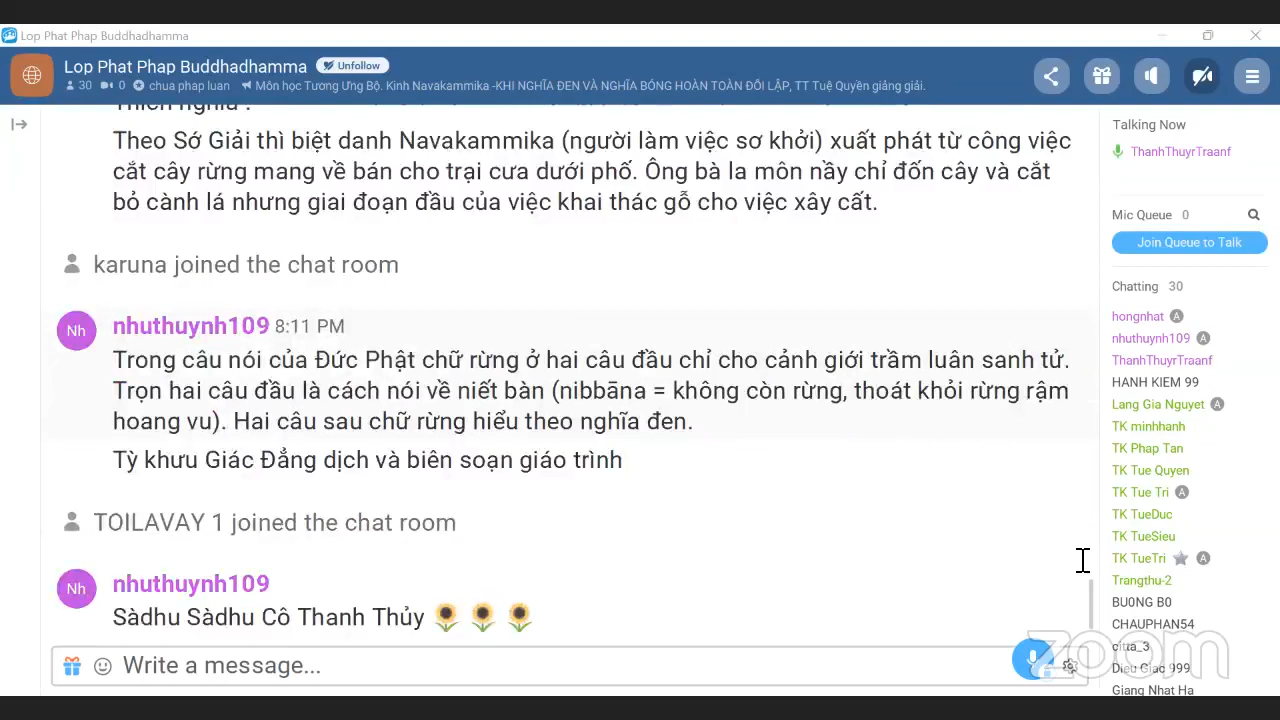 Lop Phat Phap Buddhadhamma
Lop Phat Phap Buddhadhamma Unfollow
30 0 chua phap luan Môn học Tương Ưng Bộ. Kinh Navakammika -KHI NGHĨA ĐEN VÀ NGHĨA BÓNG HOÀN TOÀN ĐỐI LẬP, TT Tuệ Quyền giảng giải.
Theo Sớ Giải thì biệt danh Navakammika (người làm việc sơ khởi) xuất phát từ công việc
cắt cây rừng mang về bán cho trại cưa dưới phố. Ông bà la môn nầy chỉ đốn cây và cắt
bỏ cành lá nhưng giai đoạn đầu của việc khai thác gỗ cho việc xây cất.
karuna joined the chat room
Nh
nhuthuynh109 8:11 PM
Trong câu nói của Đức Phật chữ rừng ở hai câu đầu chỉ cho cảnh giới trầm luân sanh tử.
Trọn hai câu đầu là cách nói về niết bàn (nibbāna = không còn rừng, thoát khỏi rừng rậm
hoang vu). Hai câu sau chữ rừng hiểu theo nghĩa đen.
Tỳ khưu Giác Đẳng dịch và biên soạn giáo trình
TOILAVAY 1 joined the chat room
Nh
nhuthuynh109
Sàdhu Sàdhu Cô Thanh Thủy 🌻 🌻 🌻
Write a message...
Talking Now
ThanhThuyrTraanf
Mic Queue 0
Join Queue to Talk
Chatting 30
hongnhat A
nhuthuynh109 A
ThanhThuyrTraanf
HANH KIEM 99
Lang Gia Nguyet A
TK minhhanh
TK Phap Tan
TK Tue Quyen
TK Tue Tri A
TK TueDuc
TK TueSieu
TK TueTri A
Trangthu-2
BU0NG B0
CHAUPHAN54
citta_3
Dieu Giac 999
Giang Nhat Ha
zoom